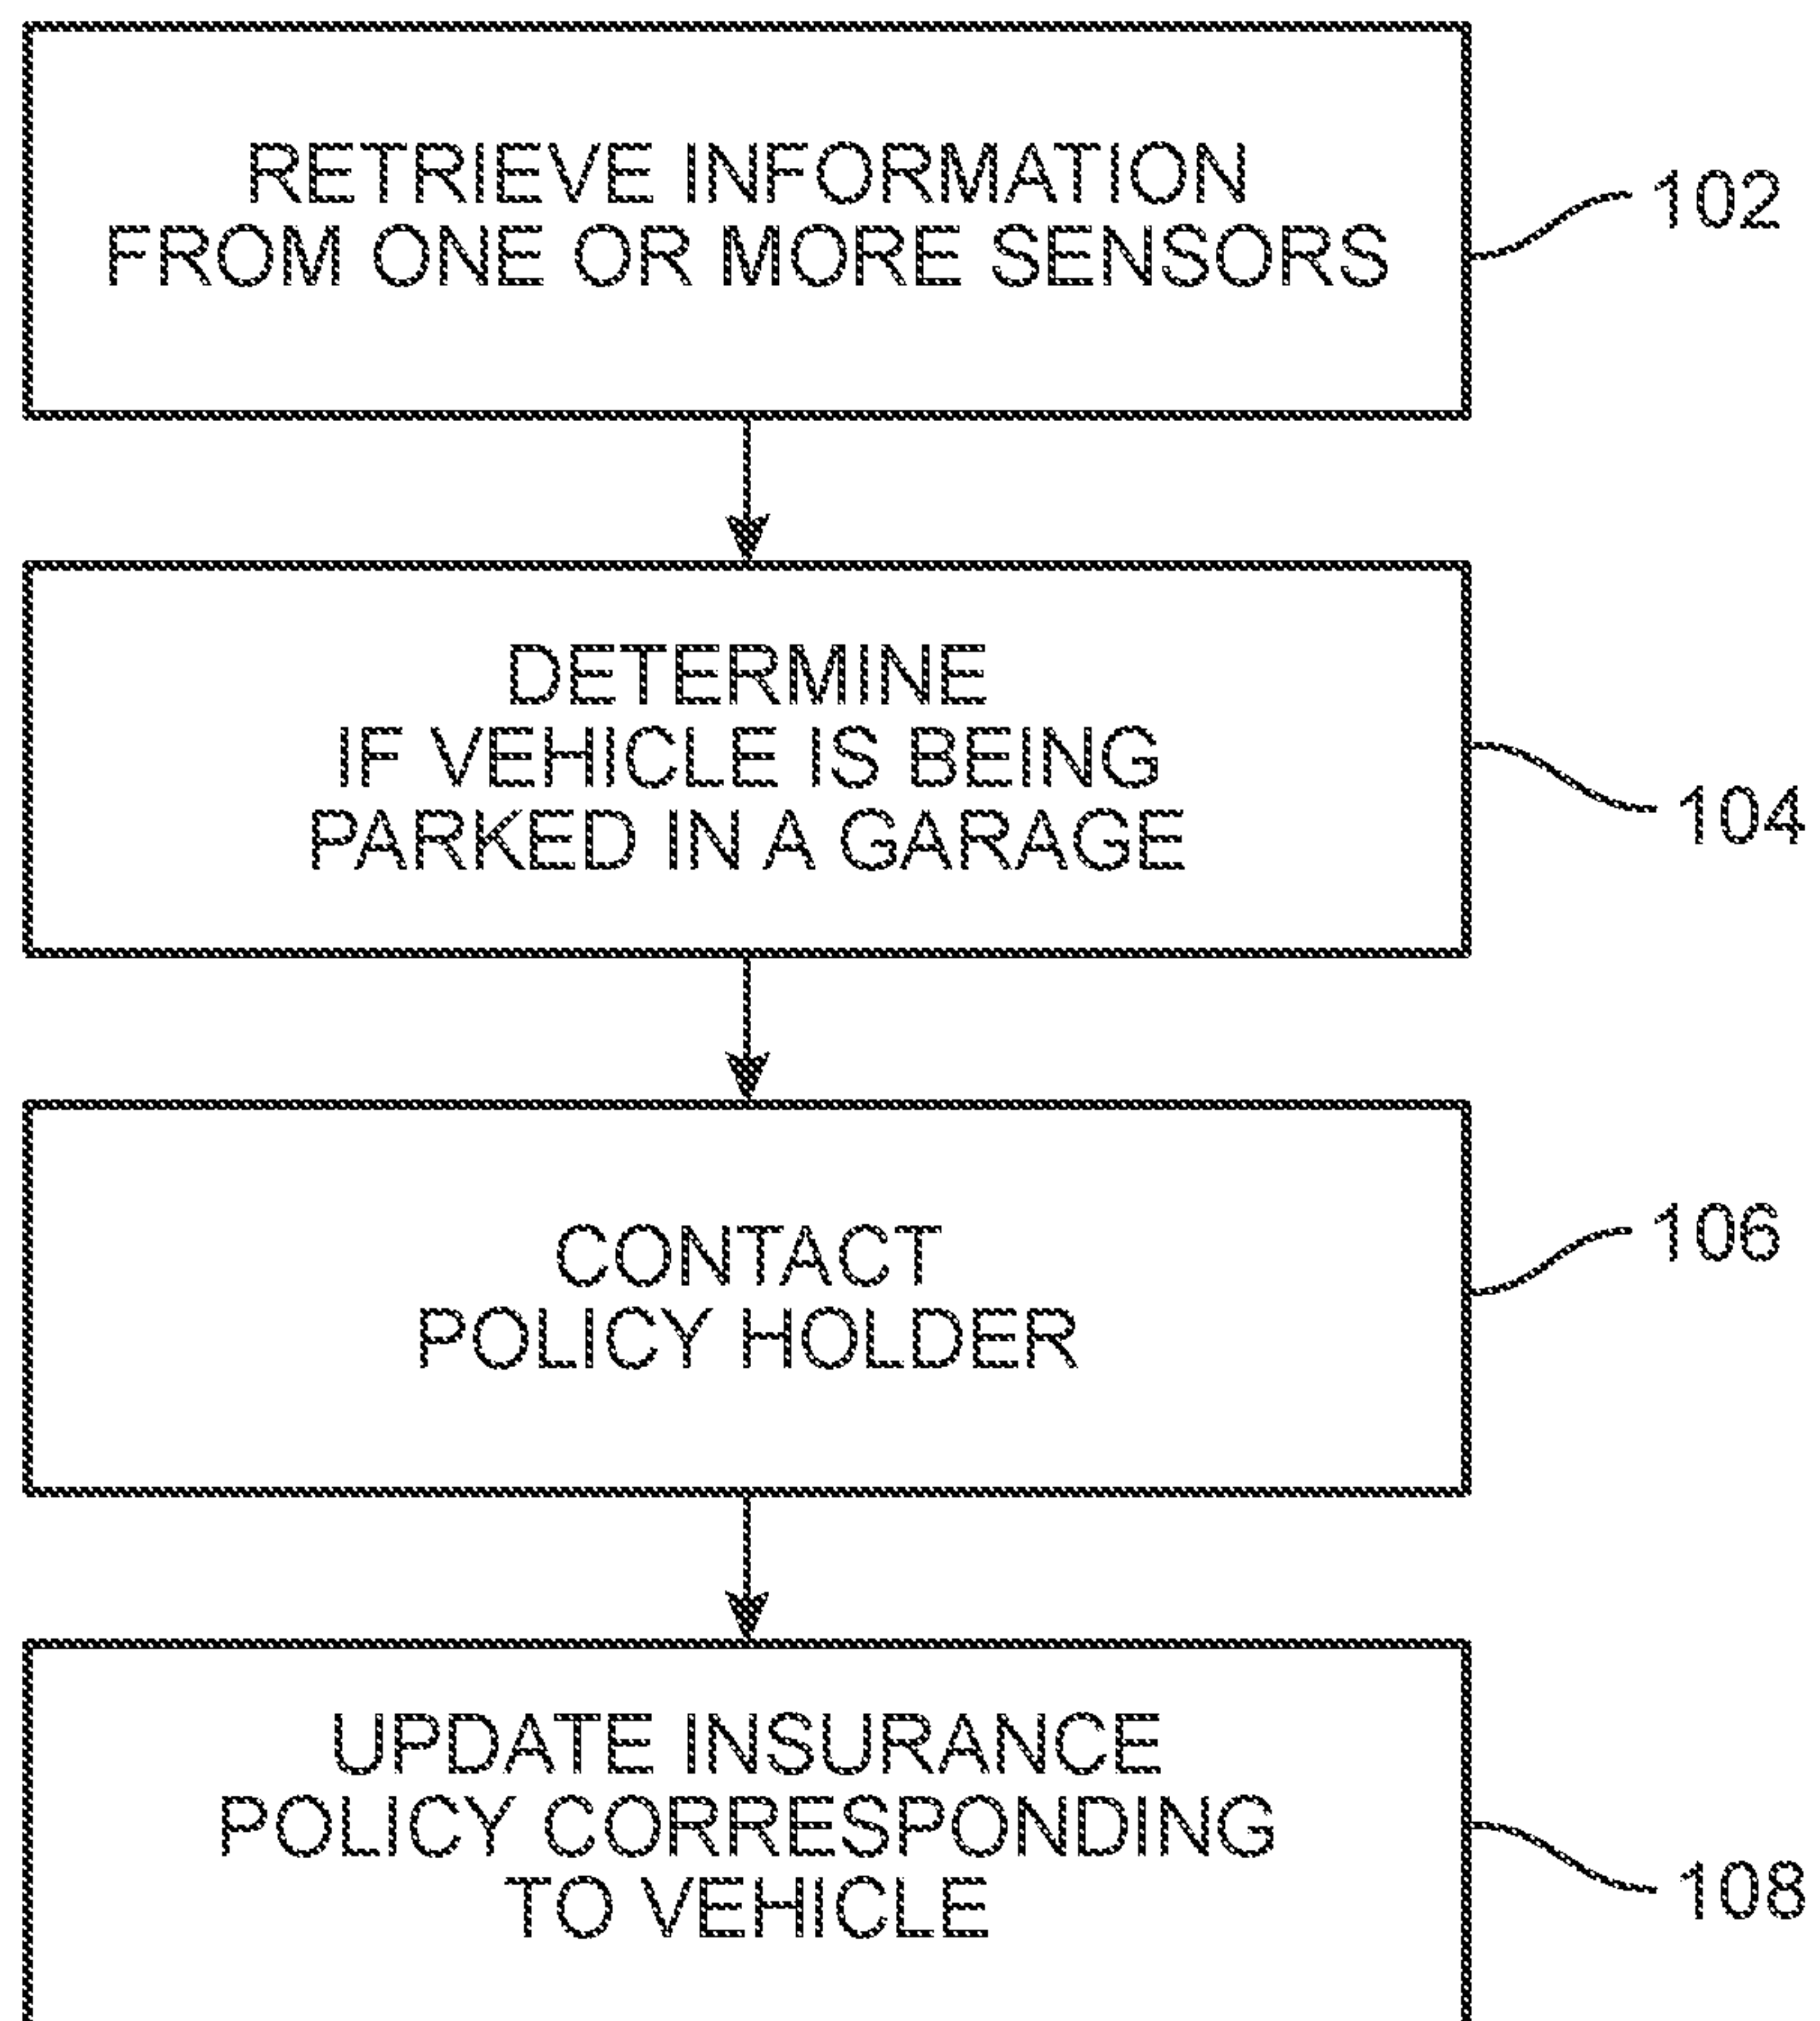 RETRIEVE INFORMATION
FROM ONE OR MORE SENSORS
102
DETERMINE
IF VEHICLE IS BEING
PARKED IN A GARAGE
104
CONTACT
POLICY HOLDER
106
UPDATE INSURANCE
POLICY CORRESPONDING
TO VEHICLE
108